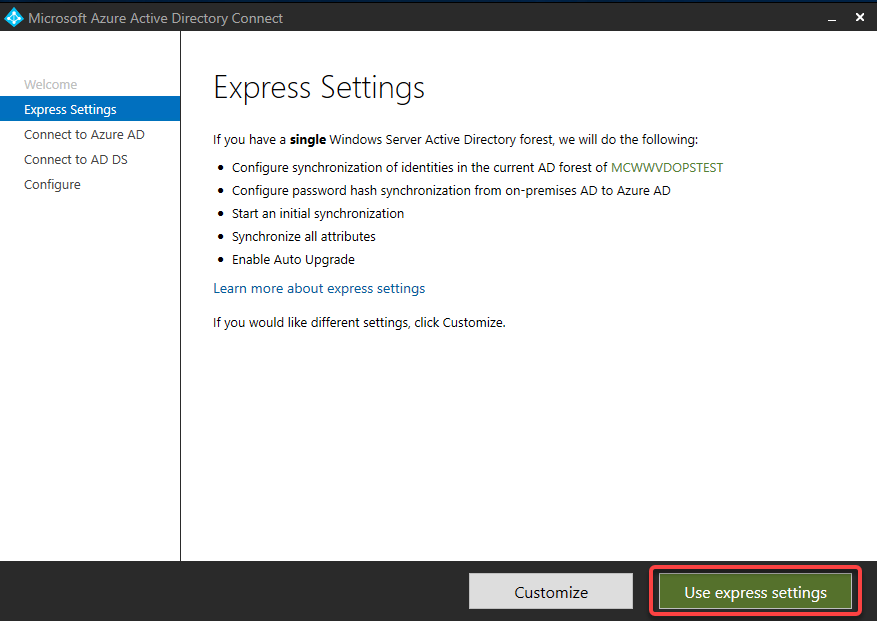 Microsoft Azure Active Directory Connect
Welcome
Express Settings
Connect to Azure AD
Connect to AD DS
Configure
Express Settings
If you have a single Windows Server Active Directory forest, we will do the following:
• Configure synchronization of identities in the current AD forest of MCWWVDOPSTEST
• Configure password hash synchronization from on-premises AD to Azure AD
• Start an initial synchronization
• Synchronize all attributes
• Enable Auto Upgrade
Learn more about express settings
If you would like different settings, click Customize.
Customize
Use express settings